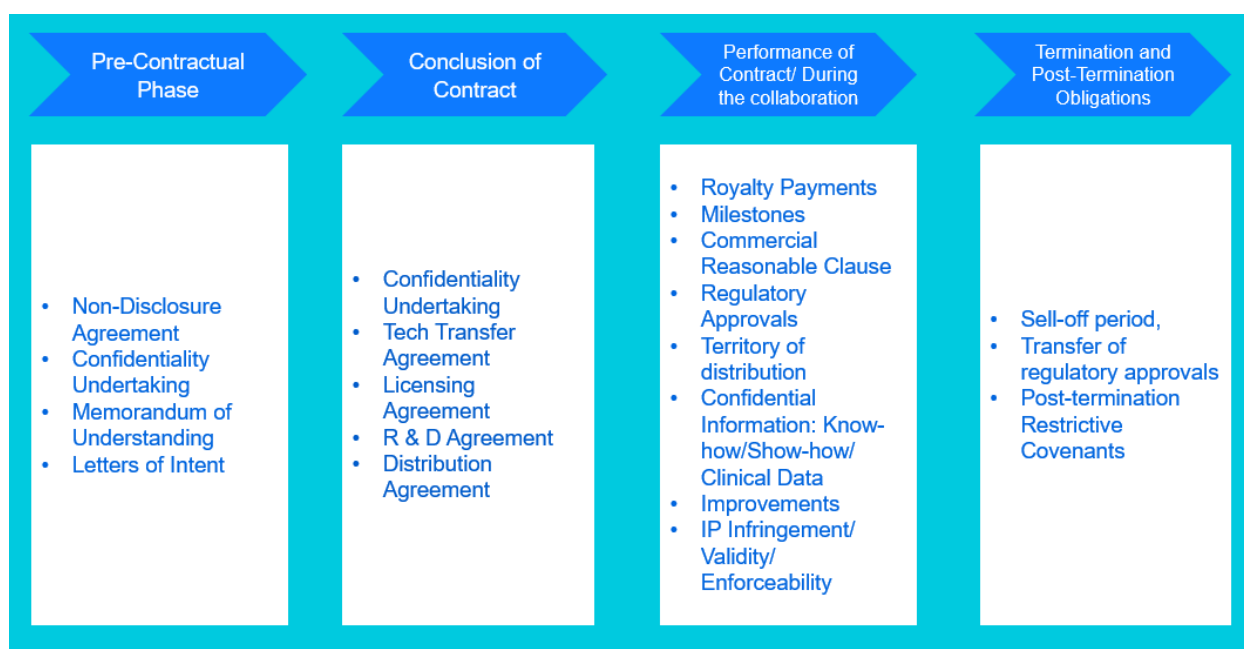 Pre-Contractual
Phase
Conclusion of
Contract
Performance of
Contract/ During
the collaboration
Termination and
Post-Termination
Obligations
• Non-Disclosure
Agreement
• Confidentiality
Undertaking
• Memorandum of
Understanding
• Letters of Intent
• Confidentiality
Undertaking
• Tech Transfer
Agreement
• Licensing
Agreement
• R & D Agreement
• Distribution
Agreement
• Royalty Payments
• Milestones
• Commercial
Reasonable Clause
• Regulatory
Approvals
• Territory of
distribution
• Confidential
Information: Know-
how/Show-how/
Clinical Data
• Improvements
• IP Infringement/
Validity/
Enforceability
• Sell-off period,
• Transfer of
regulatory approvals
• Post-termination
Restrictive
Covenants